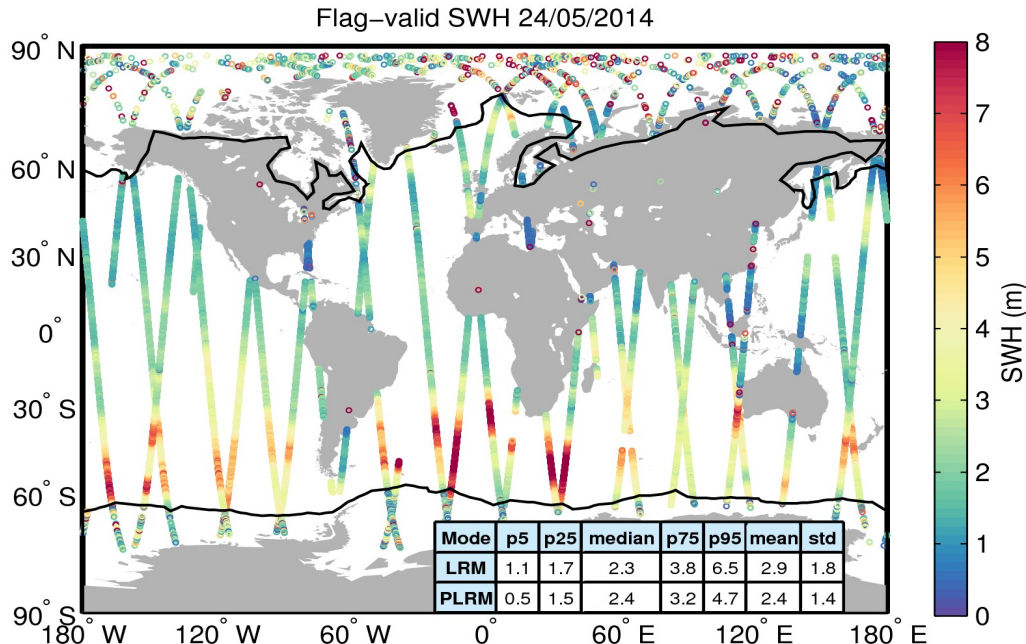 Flag−valid SWH 24/05/2014
90° N
60° N
30° N
0°
30° S
60° S
90° S
180° W 120° W 60° W 0° 60° E 120° E 180° E
Mode p5 p25 median p75 p95 mean std
LRM 1.1 1.7 2.3 3.8 6.5 2.9 1.8
PLRM 0.5 1.5 2.4 3.2 4.7 2.4 1.4
8
7
6
5
4
3
2
1
0
SWH (m)